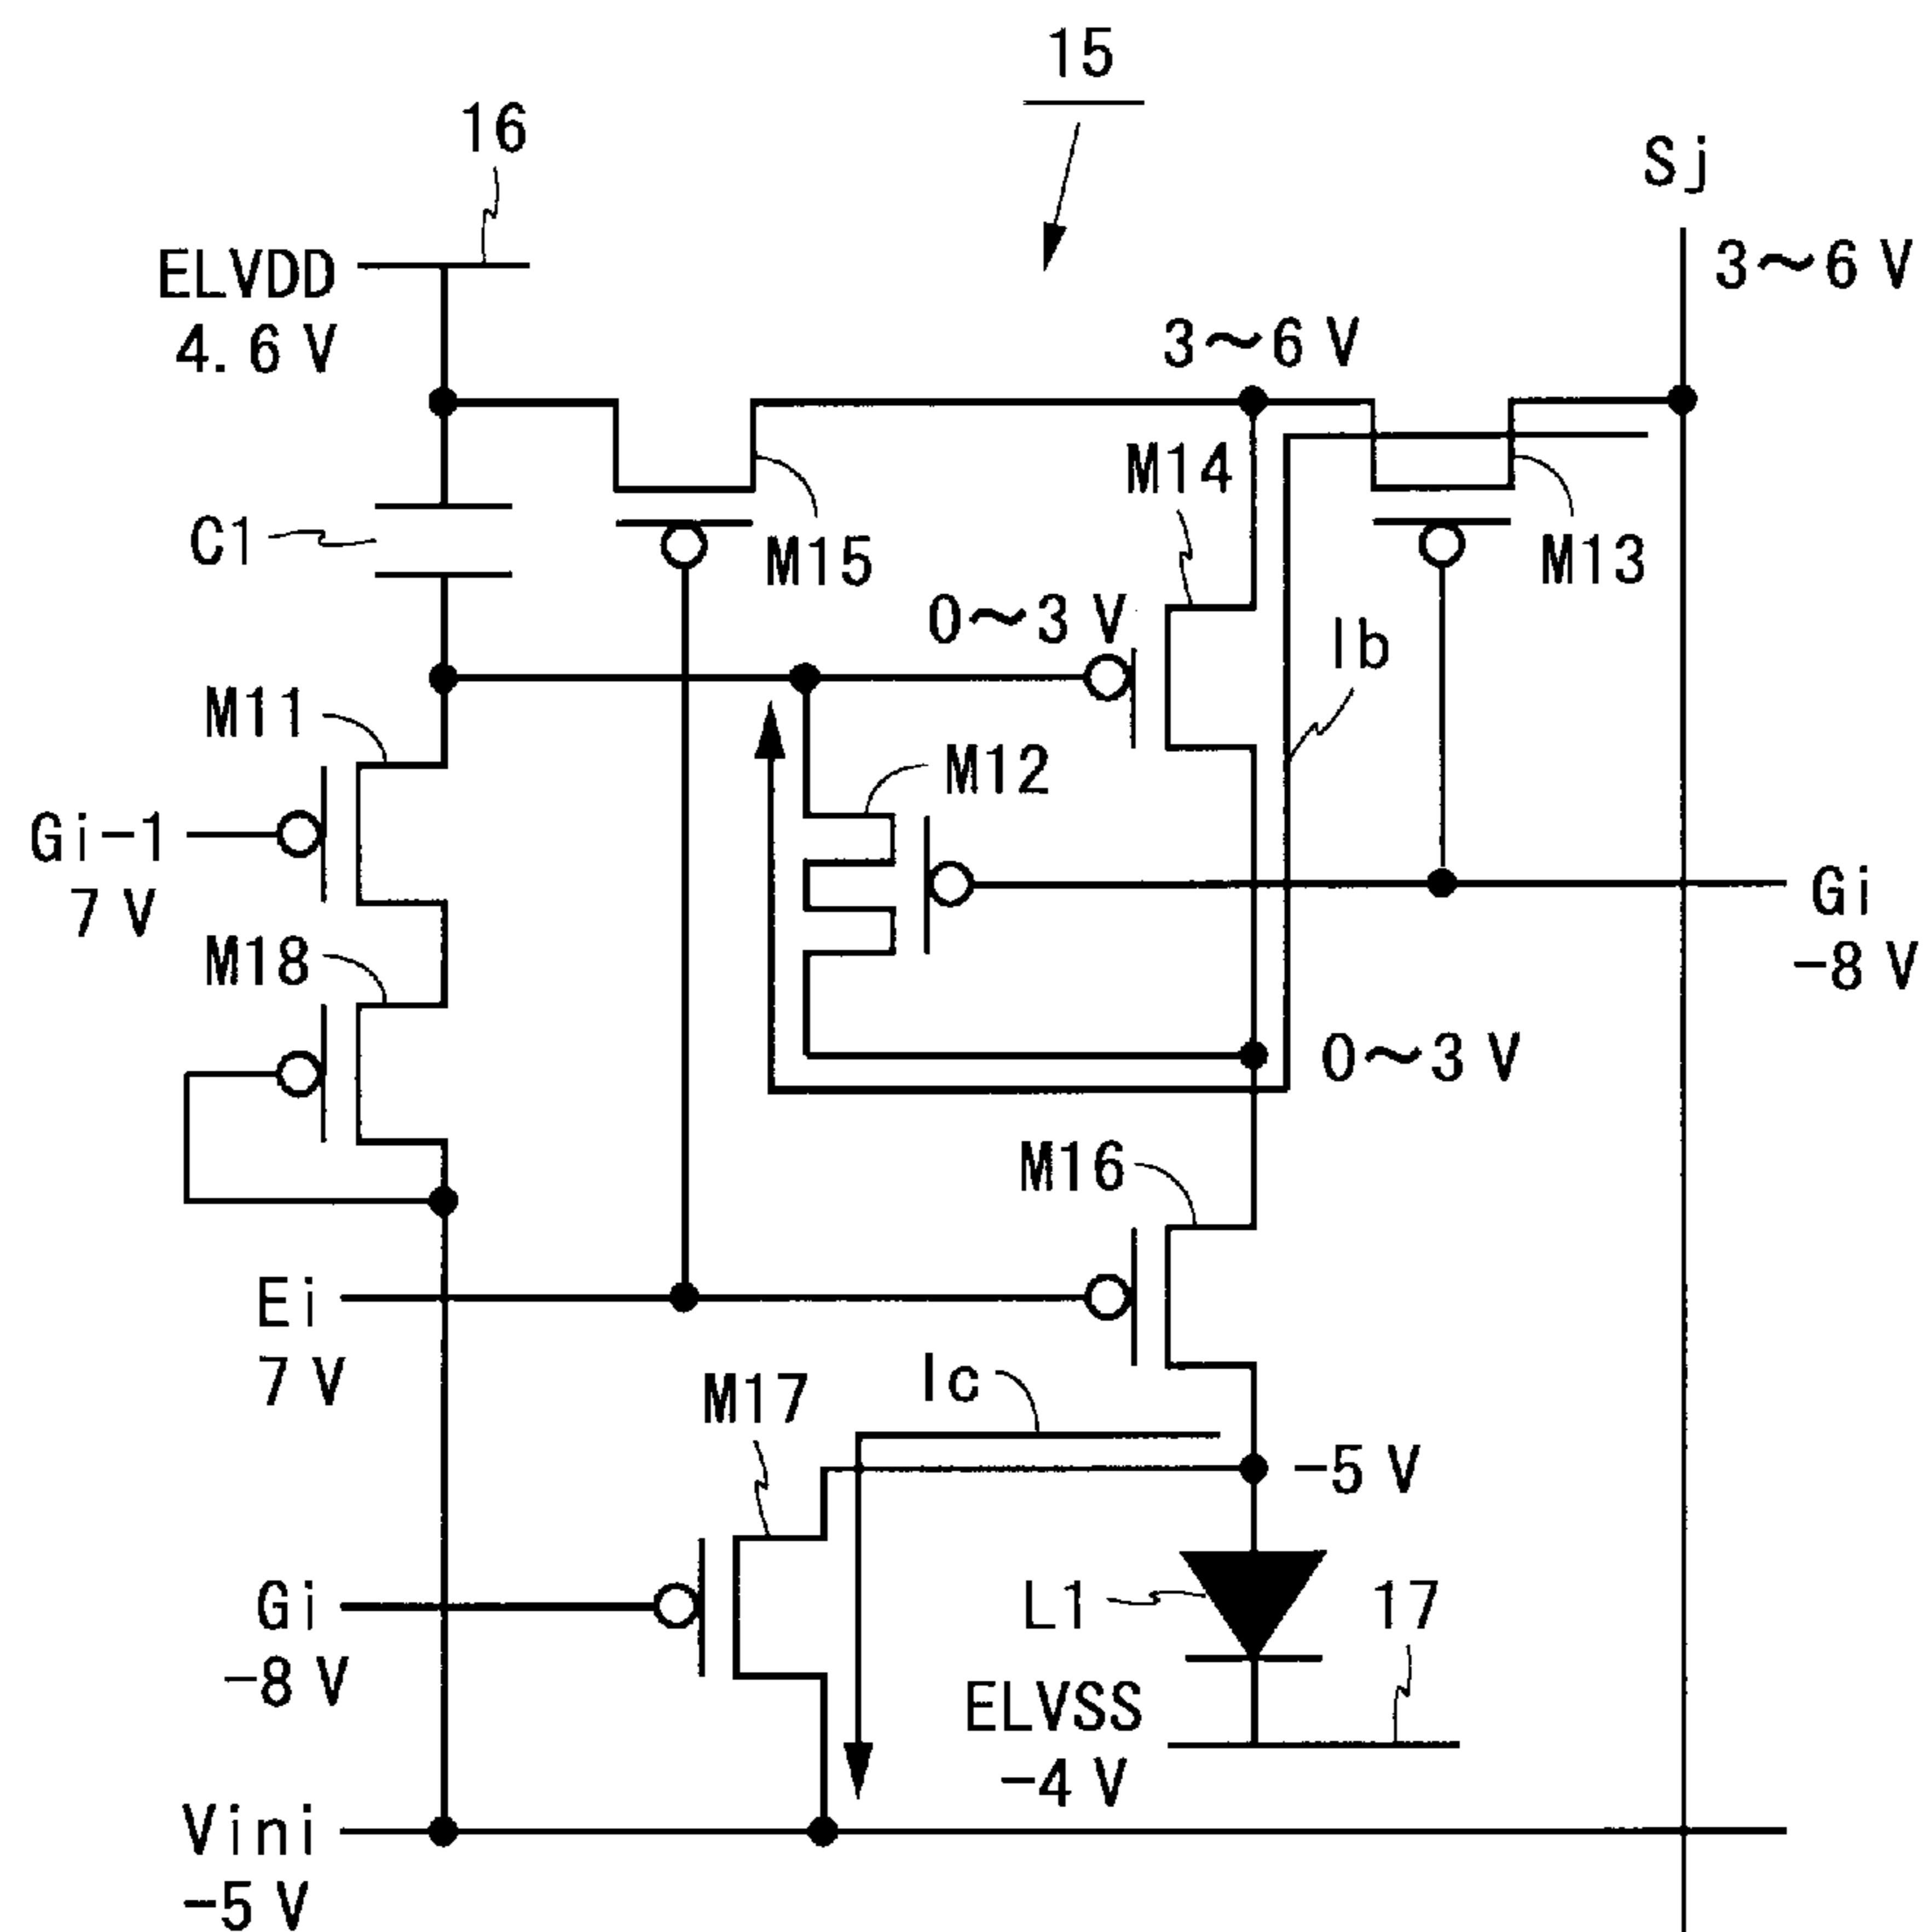 15
16
Sj
3〜6 V
ELVDD
4.6 V
3〜6 V
M14
C1
M15
M13
0〜3 V
Ib
M11
M12
Gi-1
7 V
Gi
-8 V
M18
0〜3 V
M16
Ei
7 V
Ic
M17
-5 V
Gi
-8 V
L1
17
ELVSS
-4 V
Vini
-5 V